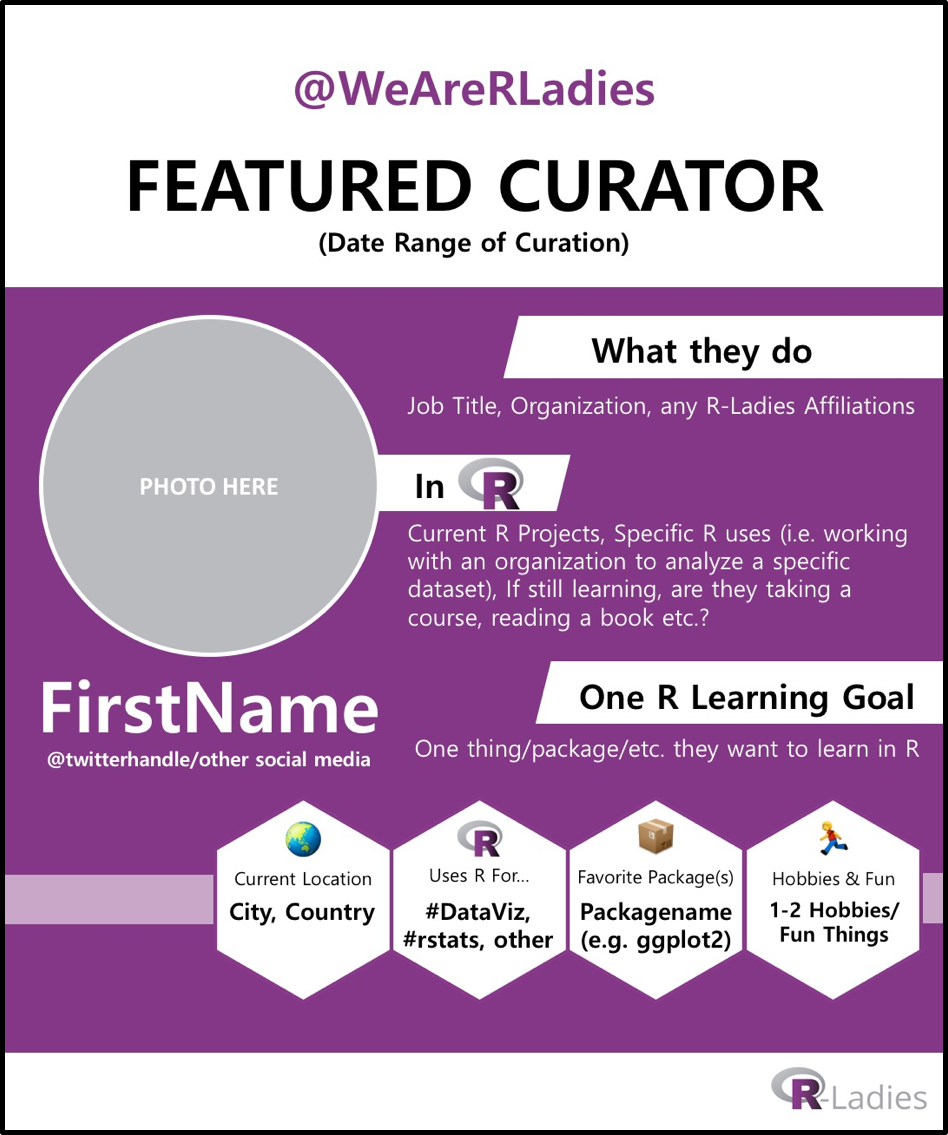 @WeAreRLadies
FEATURED CURATOR
(Date Range of Curation)
PHOTO HERE
FirstName
@twitterhandle/other social media
What they do
Job Title, Organization, any R-Ladies Affiliations
In R
Current R Projects, Specific R uses (i.e. working
with an organization to analyze a specific
dataset), If still learning, are they taking a
course, reading a book etc.?
One R Learning Goal
One thing/package/etc. they want to learn in R
Current Location
City, Country
R
Uses R For...
#DataViz,
#rstats, other
Favorite Package(s)
Packagename
(e.g. ggplot2)
Hobbies & Fun
1-2 Hobbies/
Fun Things
R-Ladies